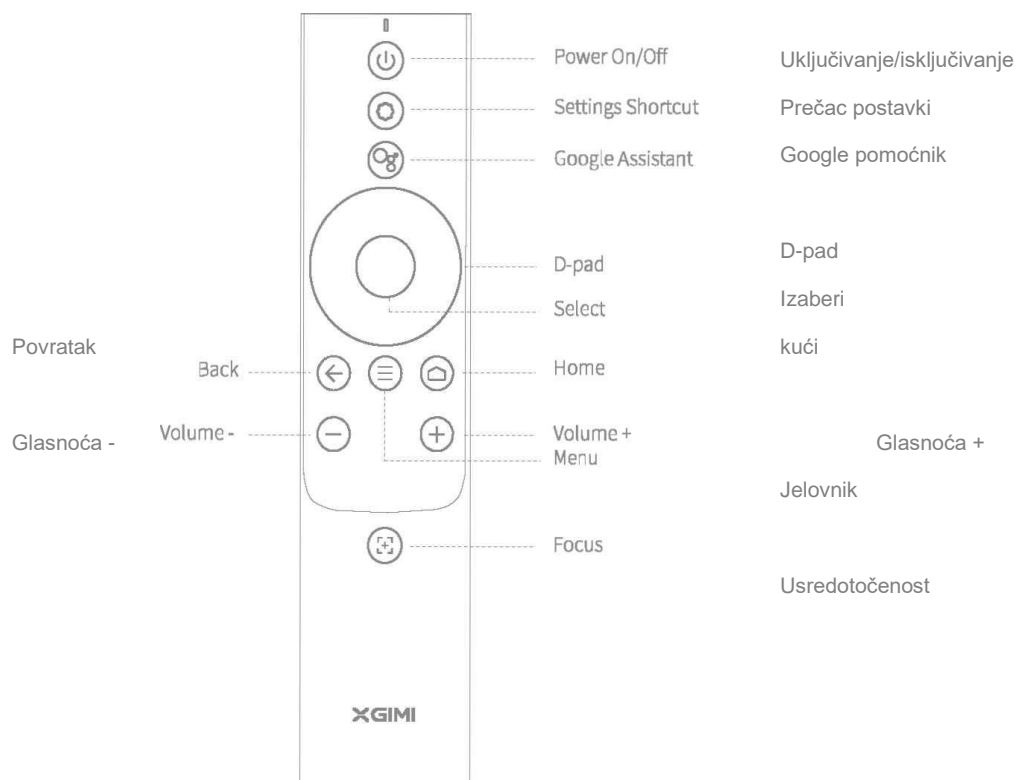 Power On/Off Uključivanje/isključivanje
Settings Shortcut Prečac postavki
Google Assistant Google pomoćnik
D-pad D-pad
Select Izaberi
Povratak Back Home kući
Glasnoća - Volume - Volume + Glasnoća +
Menu Jelovnik
Focus Usredotočenost
XGIMI